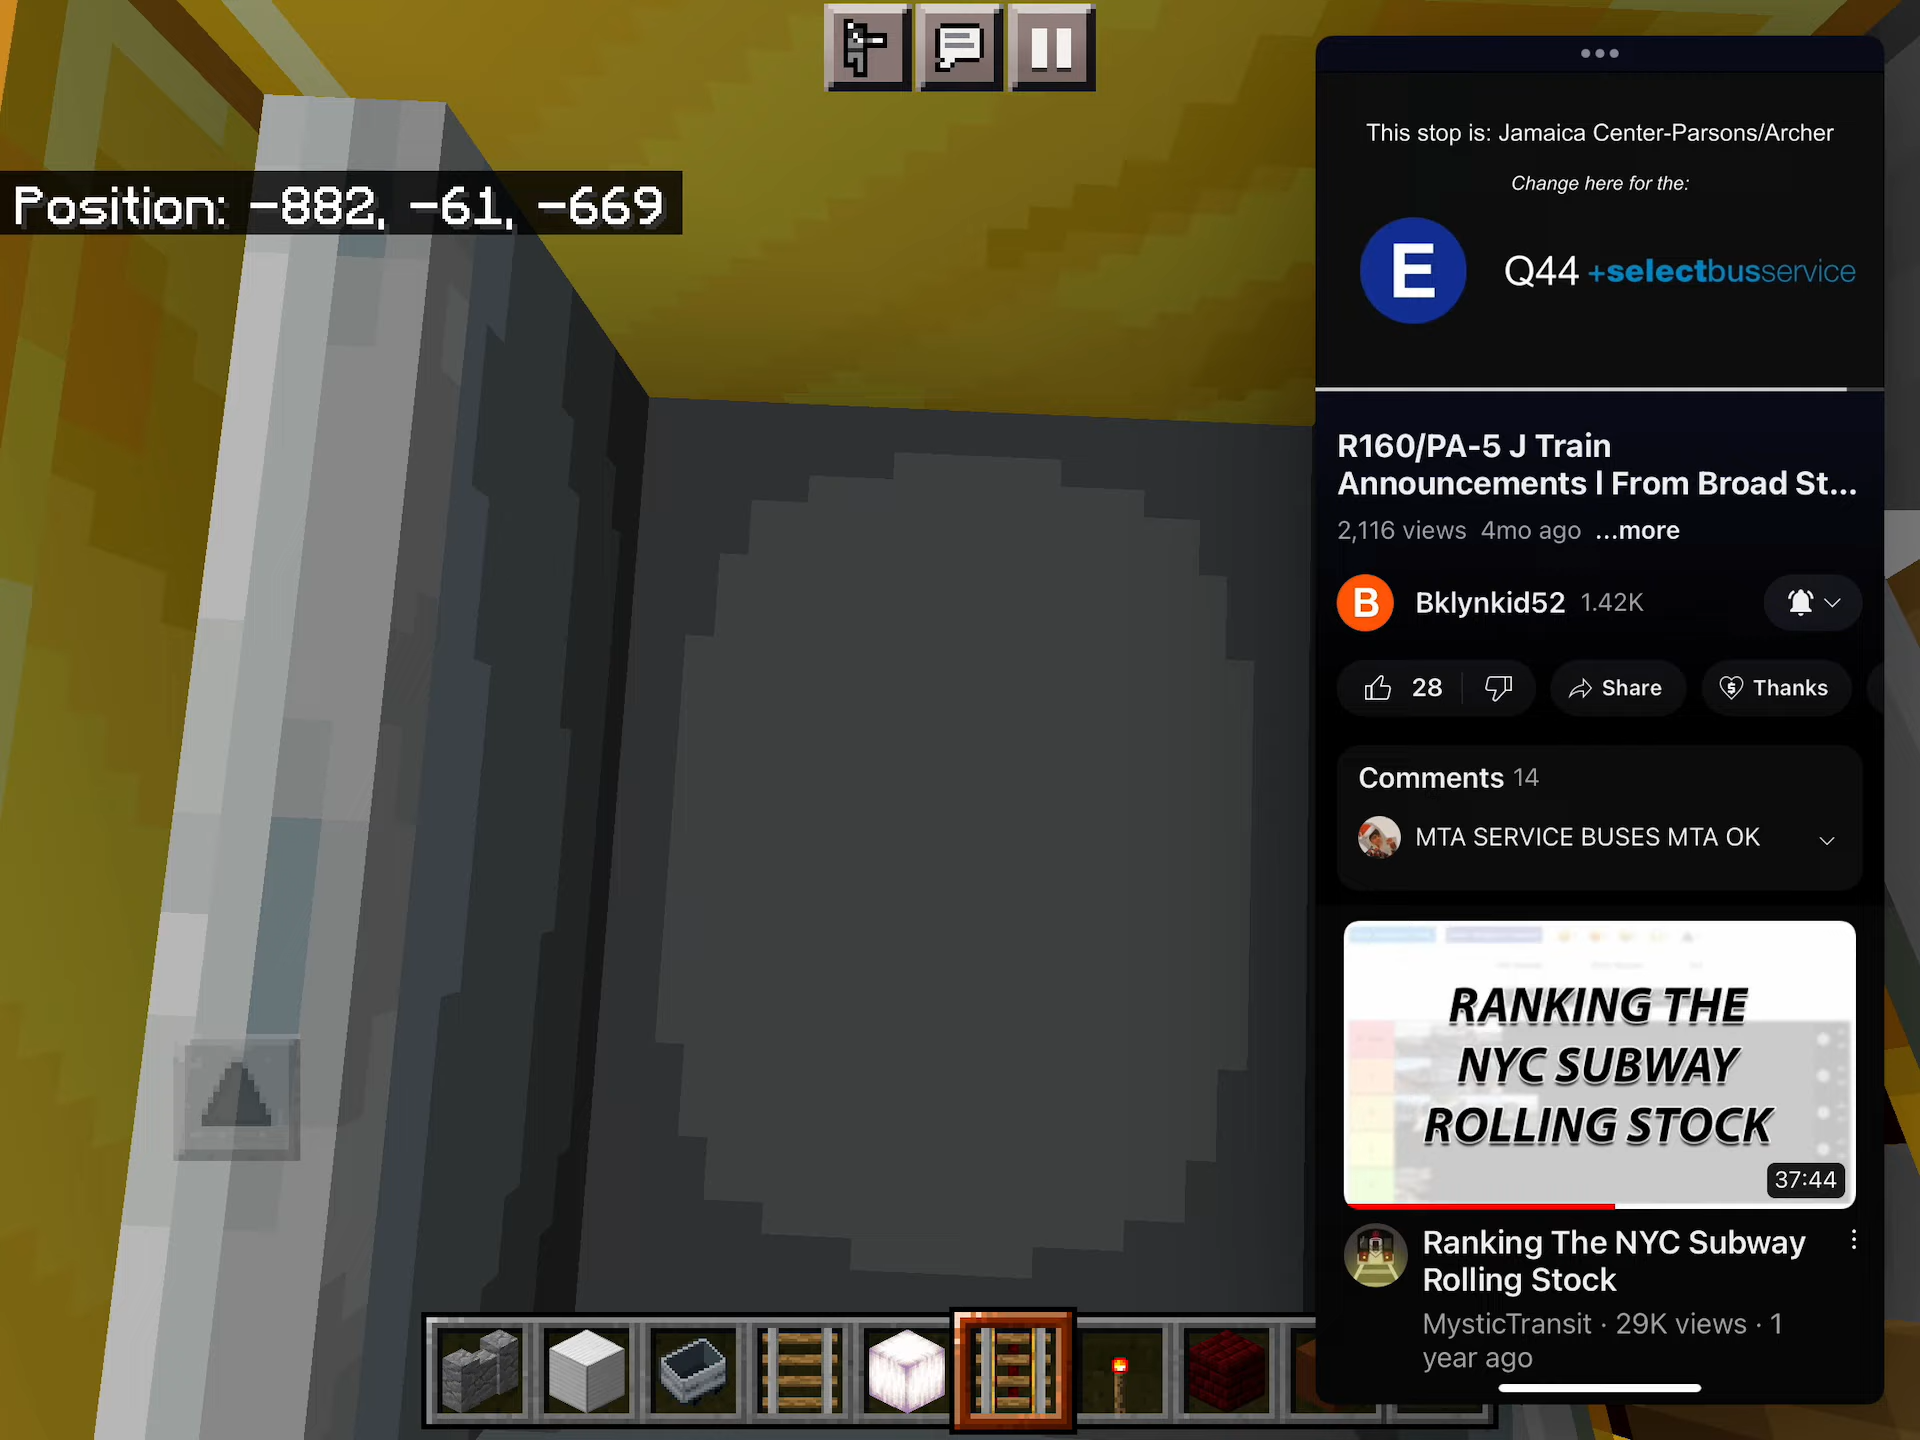 Position: -882, -61, -669
This stop is: Jamaica Center-Parsons/Archer
Change here for the:
E Q44 +selectbusservice
R160/PA-5 J Train
Announcements l From Broad St...
2,116 views 4mo ago ...more
B Bklynkid52 1.42K
28 Share Thanks
Comments 14
MTA SERVICE BUSES MTA OK
RANKING THE
NYC SUBWAY
ROLLING STOCK
37:44
Ranking The NYC Subway
Rolling Stock
MysticTransit · 29K views · 1
year ago